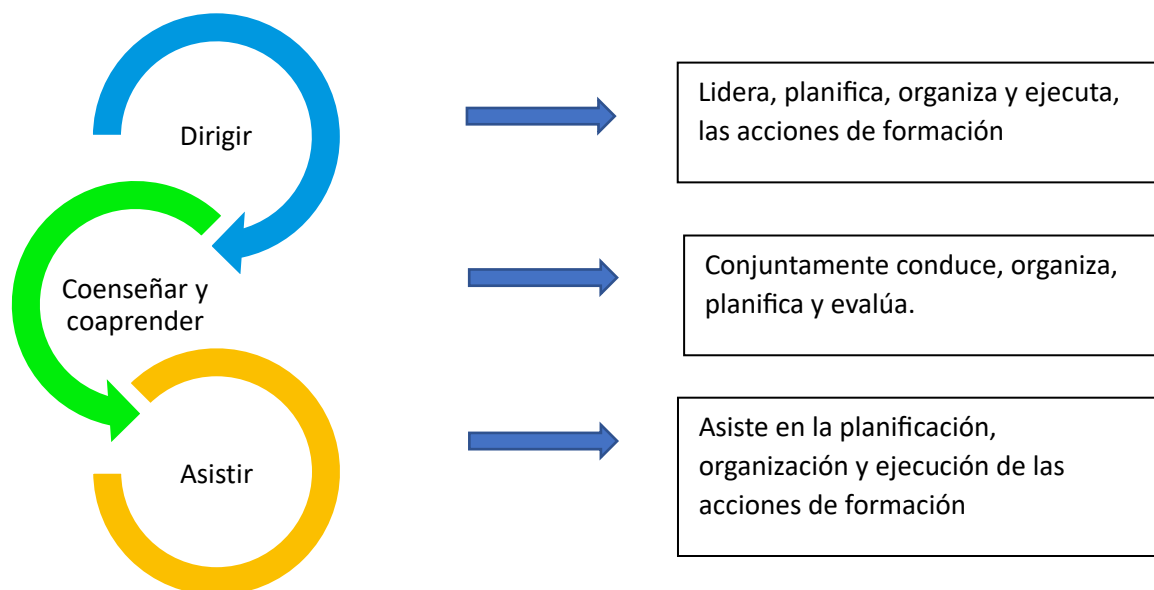 Dirigir
Lidera, planifica, organiza y ejecuta,
las acciones de formación
Coenseñar y
coaprender
Conjuntamente conduce, organiza,
planifica y evalúa.
Asistir
Asiste en la planificación,
organización y ejecución de las
acciones de formación